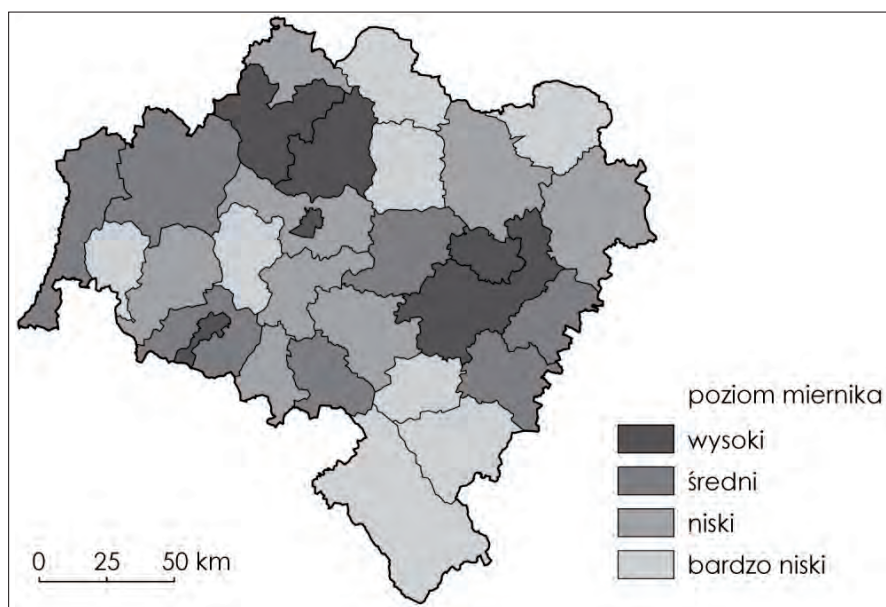 poziom miernika
wysoki
średni
niski
bardzo niski
0 25 50 km